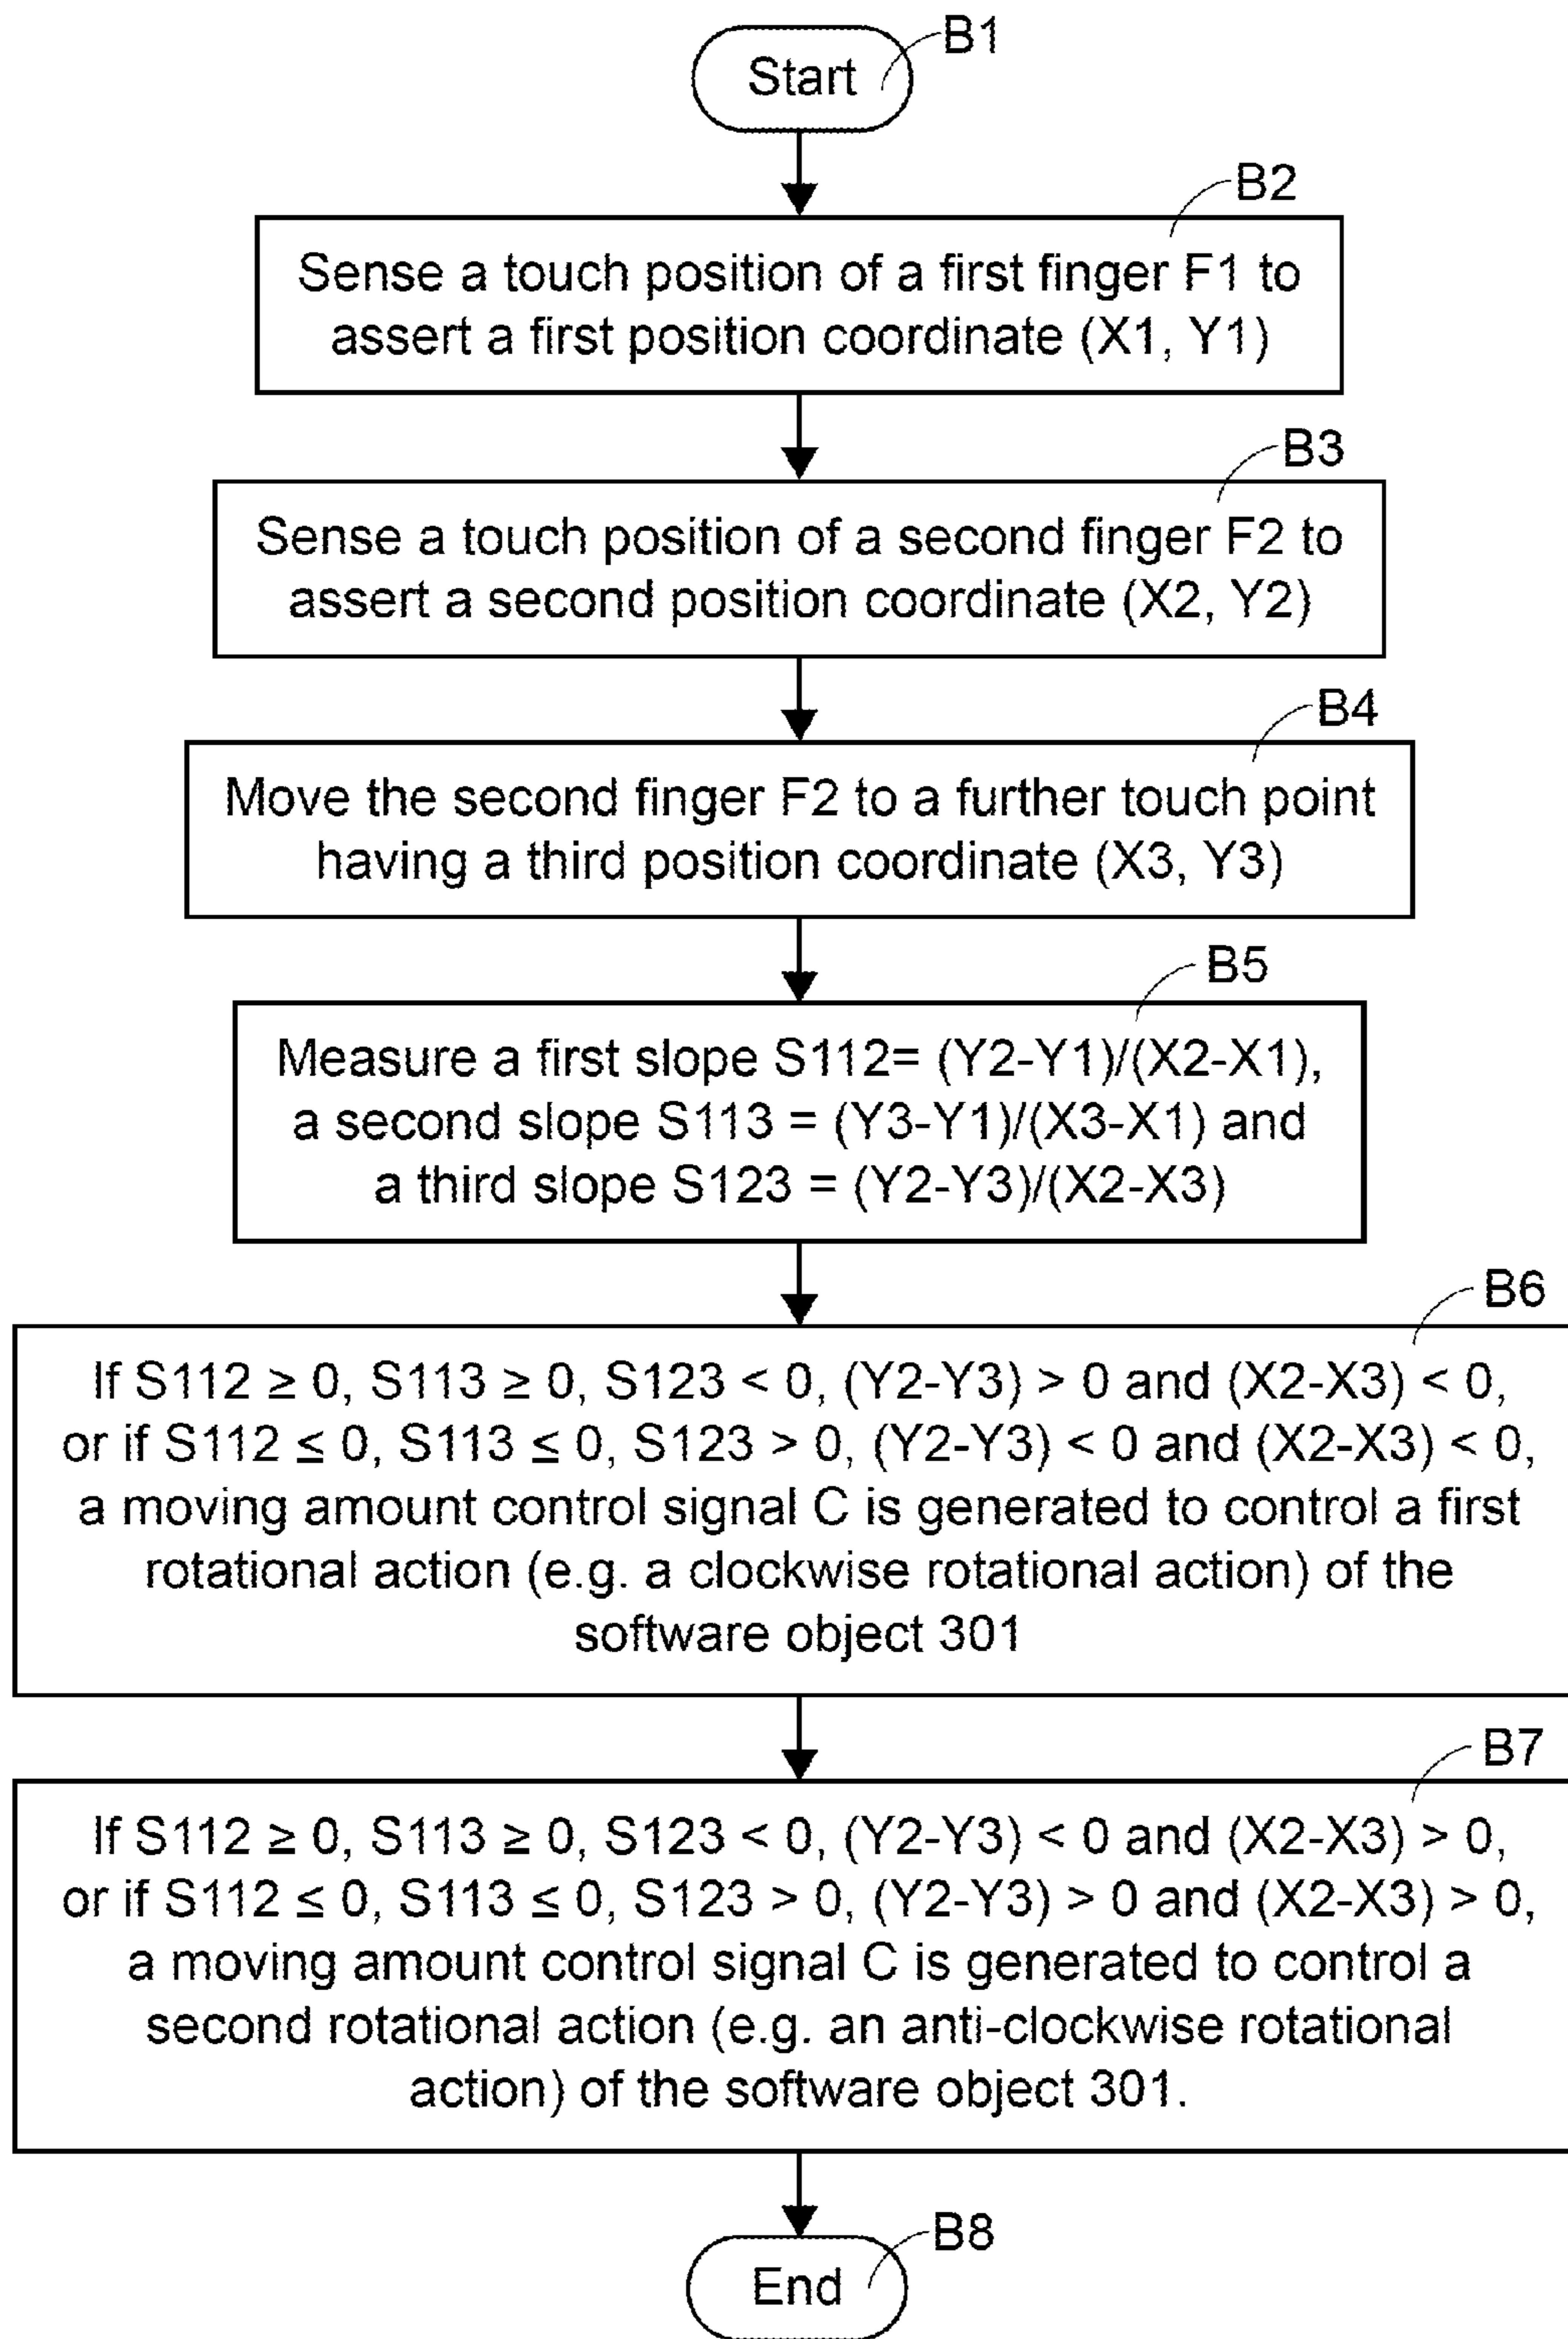 B1
Start
B2
Sense a touch position of a first finger F1 to
assert a first position coordinate (X1, Y1)
B3
Sense a touch position of a second finger F2 to
assert a second position coordinate (X2, Y2)
B4
Move the second finger F2 to a further touch point
having a third position coordinate (X3, Y3)
B5
Measure a first slope S112= (Y2-Y1)/(X2-X1),
a second slope S113 = (Y3-Y1)/(X3-X1) and
a third slope S123 = (Y2-Y3)/(X2-X3)
B6
If S112 ≥ 0, S113 ≥ 0, S123 < 0, (Y2-Y3) > 0 and (X2-X3) < 0,
or if S112 ≤ 0, S113 ≤ 0, S123 > 0, (Y2-Y3) < 0 and (X2-X3) < 0,
a moving amount control signal C is generated to control a first
rotational action (e.g. a clockwise rotational action) of the
software object 301
B7
If S112 ≥ 0, S113 ≥ 0, S123 < 0, (Y2-Y3) < 0 and (X2-X3) > 0,
or if S112 ≤ 0, S113 ≤ 0, S123 > 0, (Y2-Y3) > 0 and (X2-X3) > 0,
a moving amount control signal C is generated to control a
second rotational action (e.g. an anti-clockwise rotational
action) of the software object 301.
B8
End